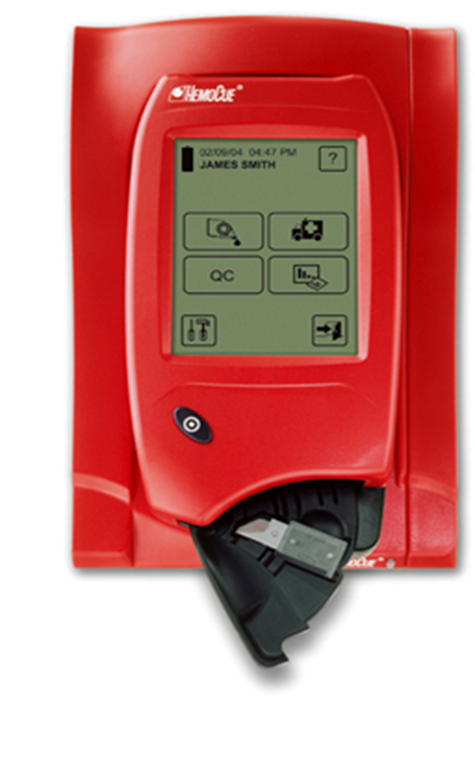 HEMOCUE®
02/09/04 04:47 PM
?
JAMES SMITH
QC